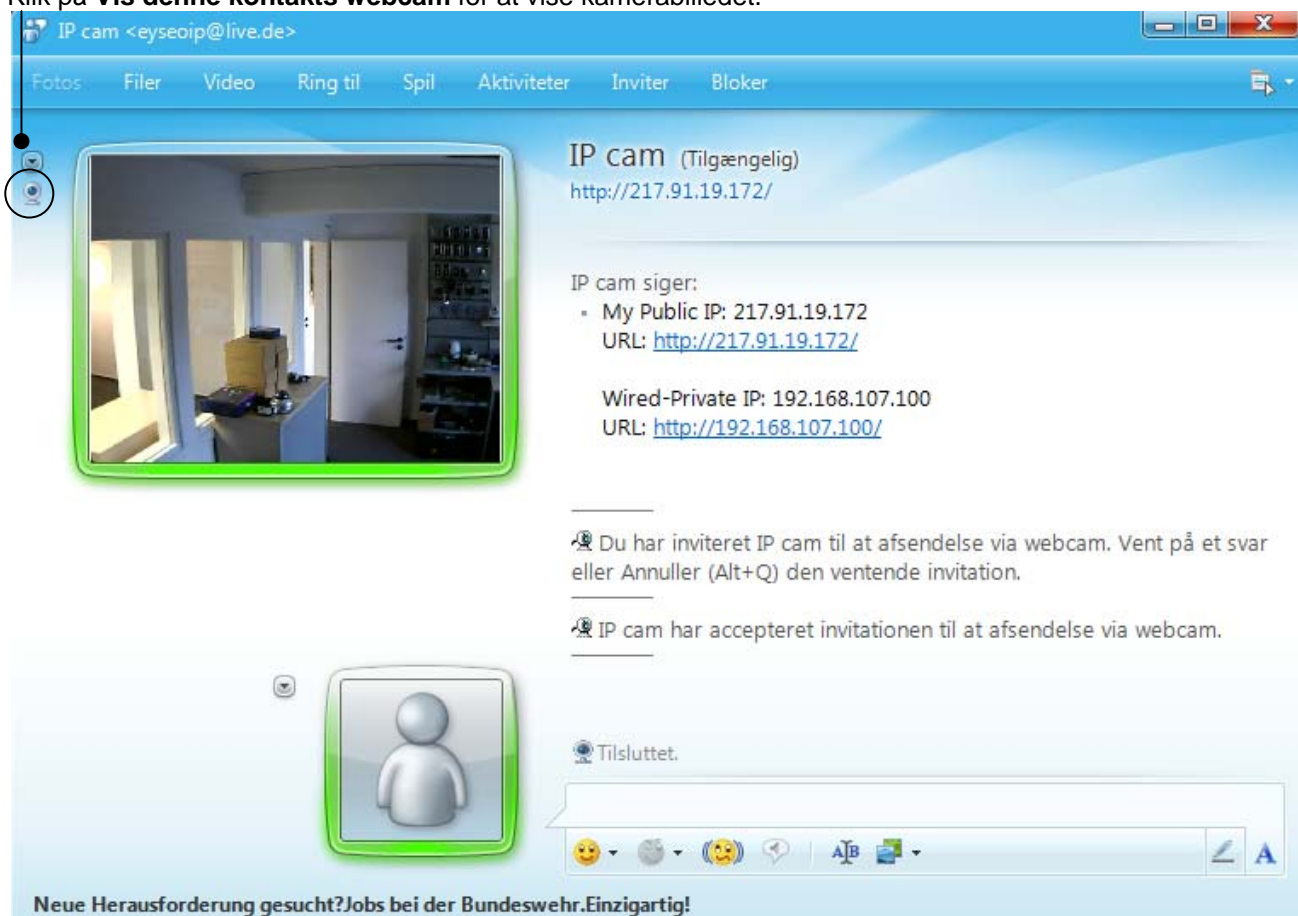 Klik på Vis denne kontakts webcam for at vise kamerabilledet.
IP cam <eyseoip@live.de>
Fotos Filer Video Ring til Spil Aktiviteter Inviter Bloker
IP cam (Tilgængelig)
http://217.91.19.172/
IP cam siger:
My Public IP: 217.91.19.172
URL: http://217.91.19.172/
Wired-Private IP: 192.168.107.100
URL: http://192.168.107.100/
Du har inviteret IP cam til at afsendelse via webcam. Vent på et svar
eller Annuller (Alt+Q) den ventende invitation.
IP cam har accepteret invitationen til at afsendelse via webcam.
Tilsluttet.
Neue Herausforderung gesucht?Jobs bei der Bundeswehr.Einzigartig!